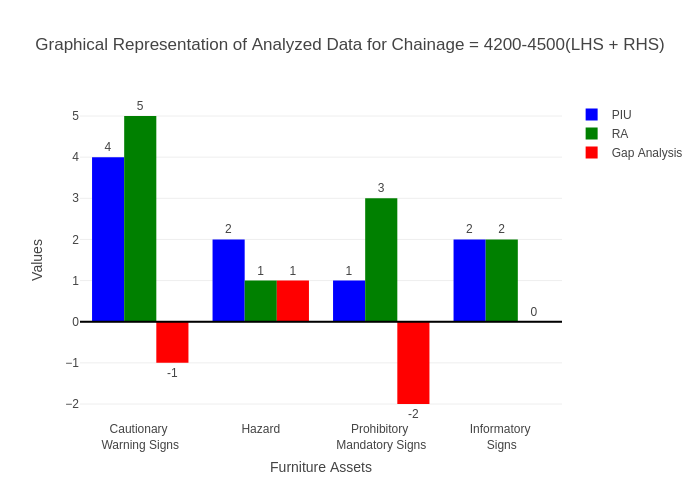 Graphical Representation of Analyzed Data for Chainage = 4200-4500(LHS + RHS)
PIU
RA
Gap Analysis
Values
5
4
3
2
1
0
−1
−2
4
5
-1
2
1
1
1
3
-2
2
2
0
Cautionary
Warning Signs
Hazard
Prohibitory
Mandatory Signs
Informatory
Signs
Furniture Assets